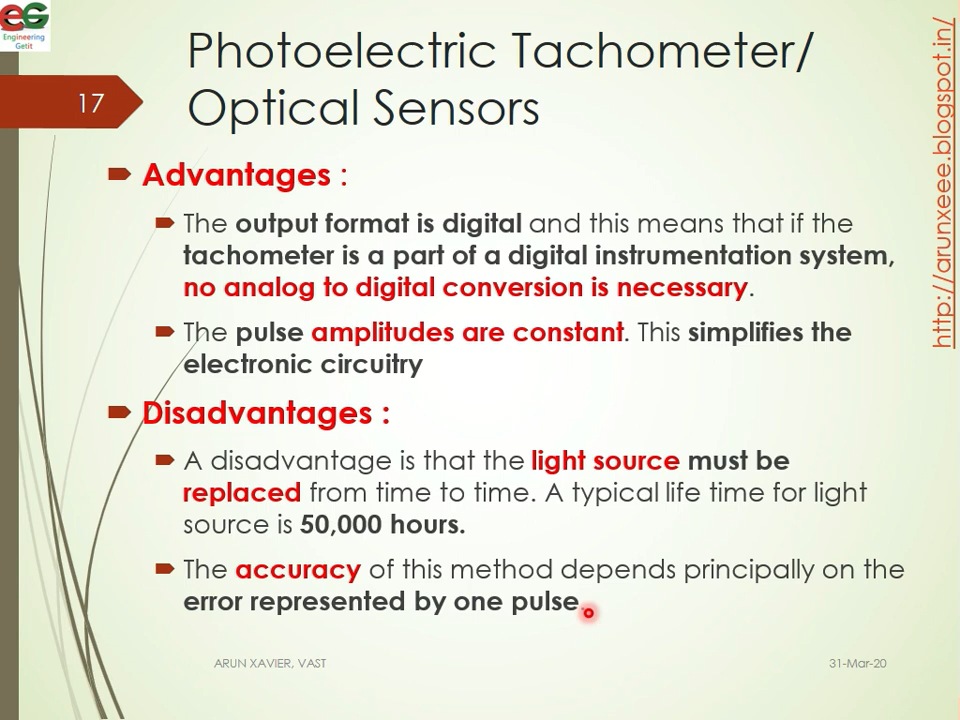 eG
Engineering
Getit
Photoelectric Tachometer/
Optical Sensors
17
http://arunxeee.blogspot.in/
Advantages :
The output format is digital and this means that if the
tachometer is a part of a digital instrumentation system,
no analog to digital conversion is necessary.
The pulse amplitudes are constant. This simplifies the
electronic circuitry
Disadvantages :
A disadvantage is that the light source must be
replaced from time to time. A typical life time for light
source is 50,000 hours.
The accuracy of this method depends principally on the
error represented by one pulse.
ARUN XAVIER, VAST
31-Mar-20